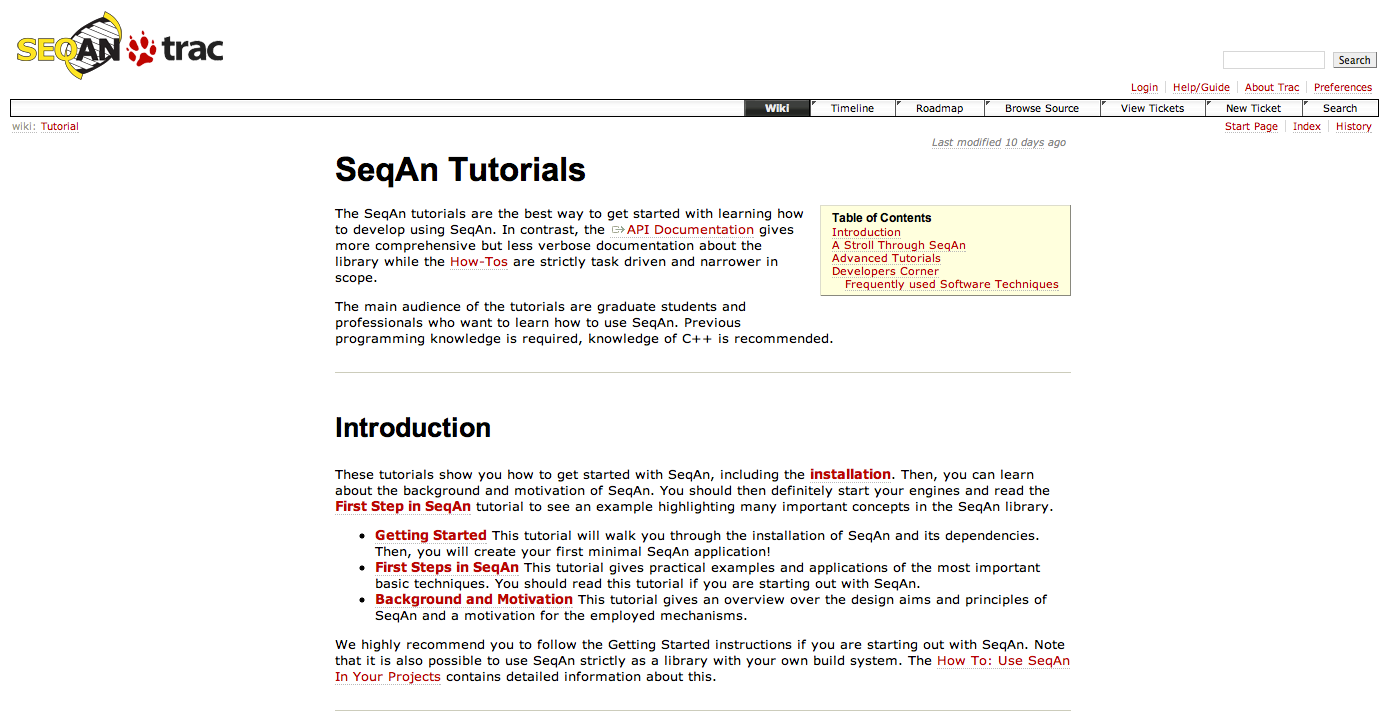 SEQAN trac
Search
Login Help/Guide About Trac Preferences
Wiki Timeline Roadmap Browse Source View Tickets New Ticket Search
wiki: Tutorial
Start Page Index History
Last modified 10 days ago
SeqAn Tutorials
The SeqAn tutorials are the best way to get started with learning how
to develop using SeqAn. In contrast, the API Documentation gives
more comprehensive but less verbose documentation about the
library while the How-Tos are strictly task driven and narrower in
scope.
Table of Contents
Introduction
A Stroll Through SeqAn
Advanced Tutorials
Developers Corner
Frequently used Software Techniques
The main audience of the tutorials are graduate students and
professionals who want to learn how to use SeqAn. Previous
programming knowledge is required, knowledge of C++ is recommended.
Introduction
These tutorials show you how to get started with SeqAn, including the installation. Then, you can learn
about the background and motivation of SeqAn. You should then definitely start your engines and read the
First Step in SeqAn tutorial to see an example highlighting many important concepts in the SeqAn library.
• Getting Started This tutorial will walk you through the installation of SeqAn and its dependencies.
Then, you will create your first minimal SeqAn application!
• First Steps in SeqAn This tutorial gives practical examples and applications of the most important
basic techniques. You should read this tutorial if you are starting out with SeqAn.
• Background and Motivation This tutorial gives an overview over the design aims and principles of
SeqAn and a motivation for the employed mechanisms.
We highly recommend you to follow the Getting Started instructions if you are starting out with SeqAn. Note
that it is also possible to use SeqAn strictly as a library with your own build system. The How To: Use SeqAn
In Your Projects contains detailed information about this.